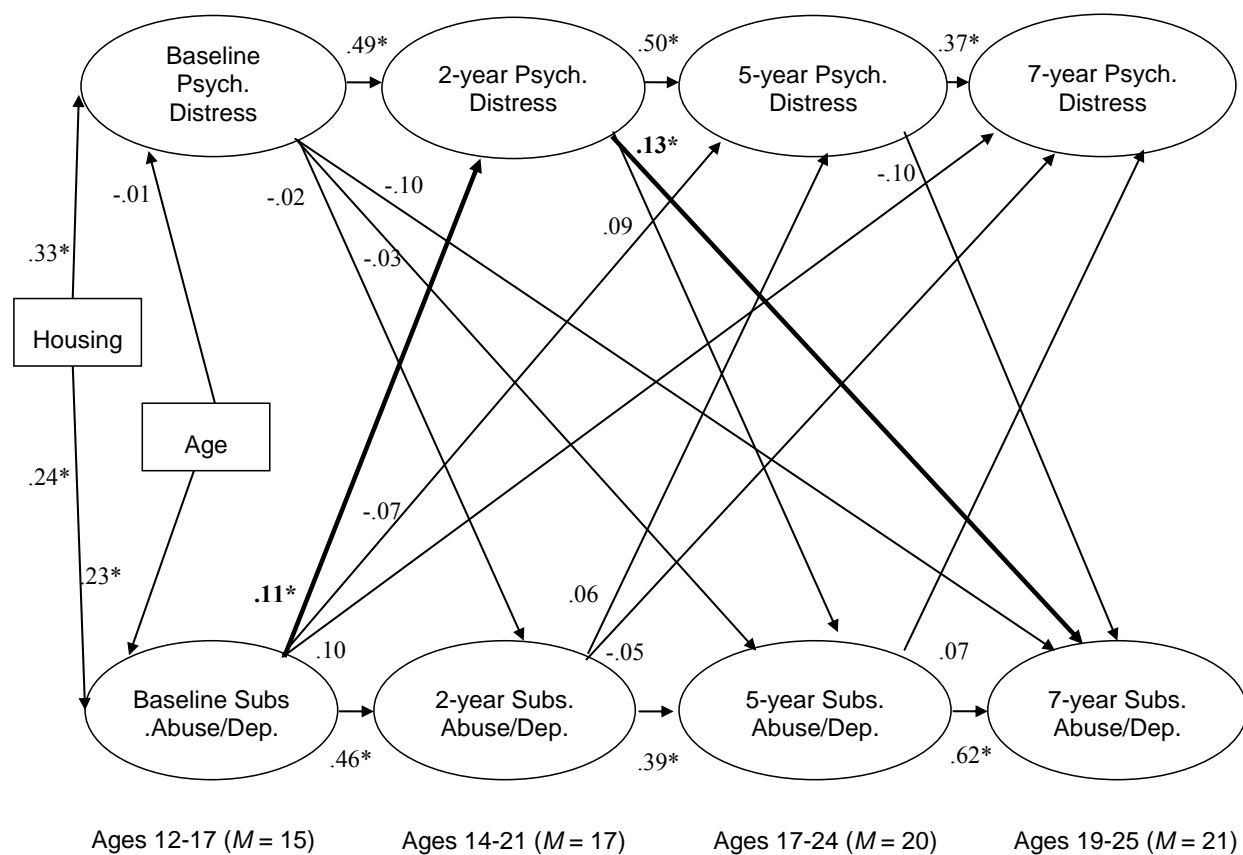 .49*
.50*
.37*
Baseline
Psych.
Distress
2-year Psych.
Distress
5-year Psych.
Distress
7-year Psych.
Distress
.13*
-.01
-.02
-.10
-.10
.09
.33*
-.03
Housing
Age
.24*
-.07
.23*
.11*
.06
.10
-.05
.07
Baseline Subs
.Abuse/Dep.
2-year Subs.
Abuse/Dep.
5-year Subs.
Abuse/Dep.
7-year Subs.
Abuse/Dep.
.46*
.39*
.62*
Ages 12-17 (M = 15)
Ages 14-21 (M = 17)
Ages 17-24 (M = 20)
Ages 19-25 (M = 21)